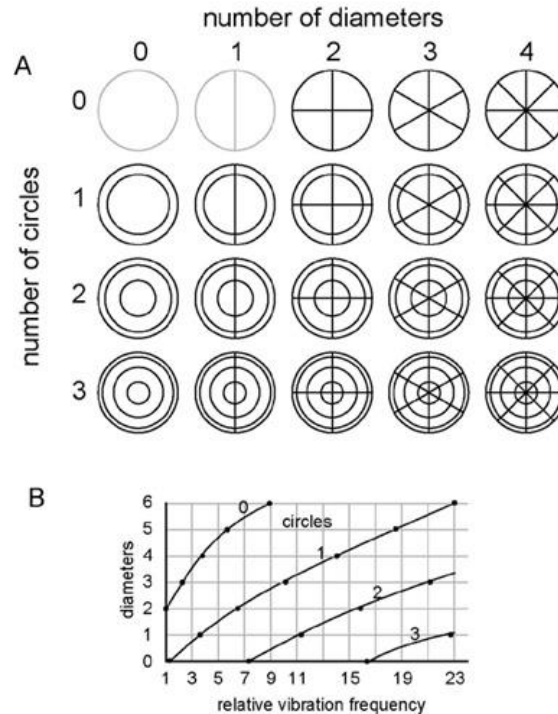 number of diameters
A
0 1 2 3 4
number of circles
0
1
2
3
B
diameters
6
5
4
3
2
1
0
0
circles
1
2
3
1 3 5 7 9 11 15 19 23
relative vibration frequency